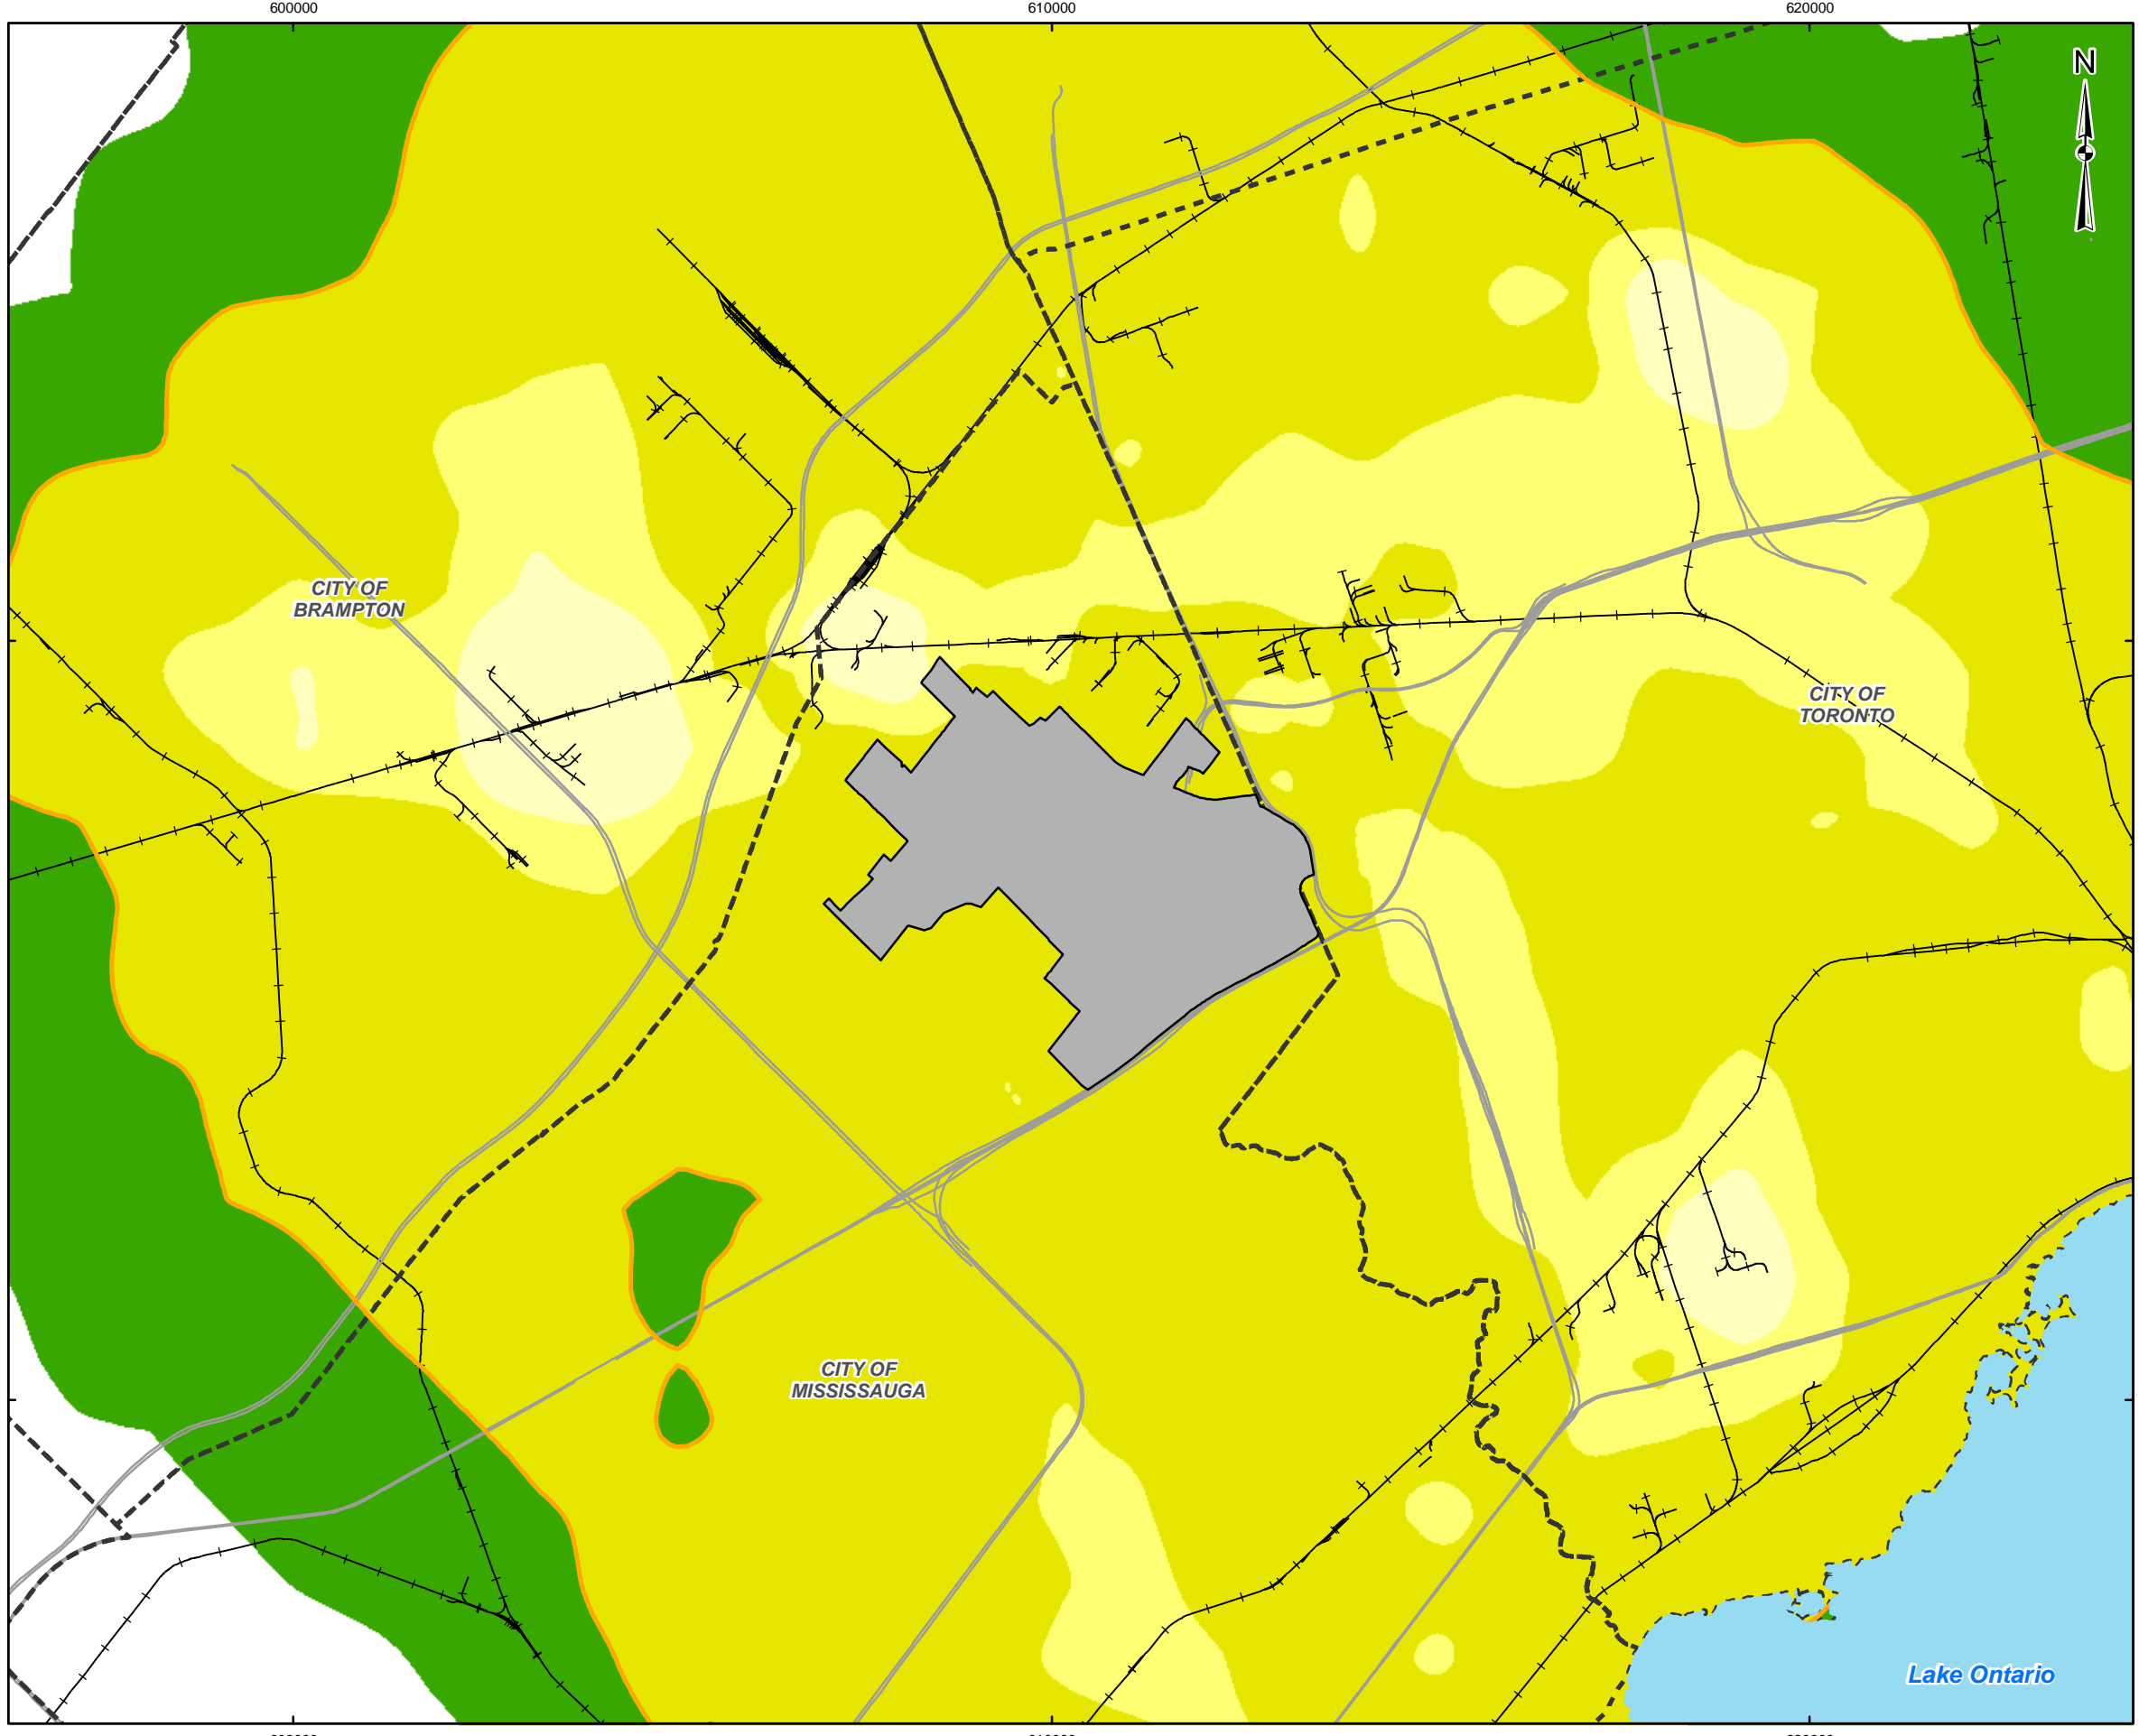 600000
610000
620000
N
CITY OF
BRAMPTON
CITY OF
TORONTO
CITY OF
MISSISSAUGA
Lake Ontario